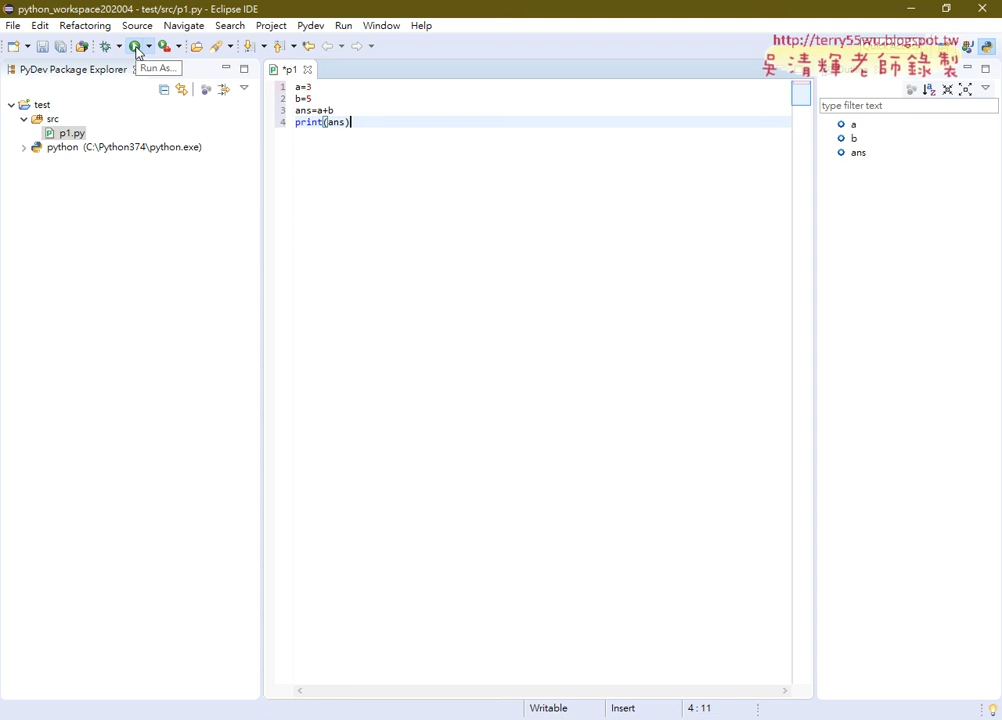 python_workspace202004 - test/src/p1.py - Eclipse IDE
File Edit Refactoring Source Navigate Search Project Pydev Run Window Help
http://terry55wu.blogspot.tw
吳清輝老師錄製
Run As...
PyDev Package Explorer
*p1
test
src
p1.py
python (C:\Python374\python.exe)
1 a=3
2 b=5
3 ans=a+b
4 print(ans)
type filter text
a
b
ans
Writable
Insert
4 : 11